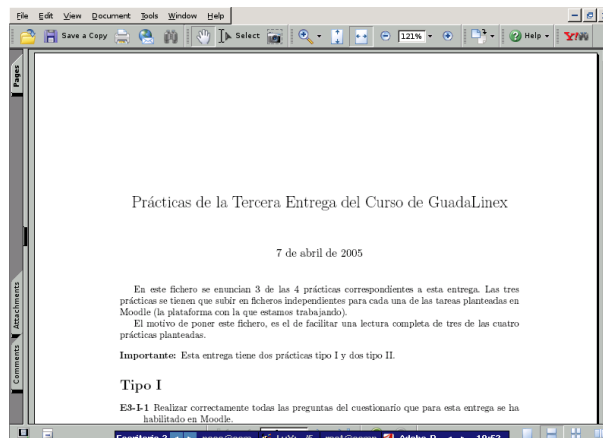 File Edit View Document Tools Window Help
Save a Copy Select 121% Help Y!
Pages
Prácticas de la Tercera Entrega del Curso de GuadaLinex
7 de abril de 2005
En este fichero se enuncian 3 de las 4 prácticas correspondientes a esta entrega. Las tres
prácticas se tienen que subir en ficheros independientes para cada una de las tareas planteadas en
Moodle (la plataforma con la que estamos trabajando).
El motivo de poner este fichero, es el de facilitar una lectura completa de tres de las cuatro
prácticas planteadas.
Importante: Esta entrega tiene dos prácticas tipo I y dos tipo II.
Attachments
Tipo I
Comments
E3-I-1 Realizar correctamente todas las preguntas del cuestionario que para esta entrega se ha
habilitado en Moodle.
Escritorio 2